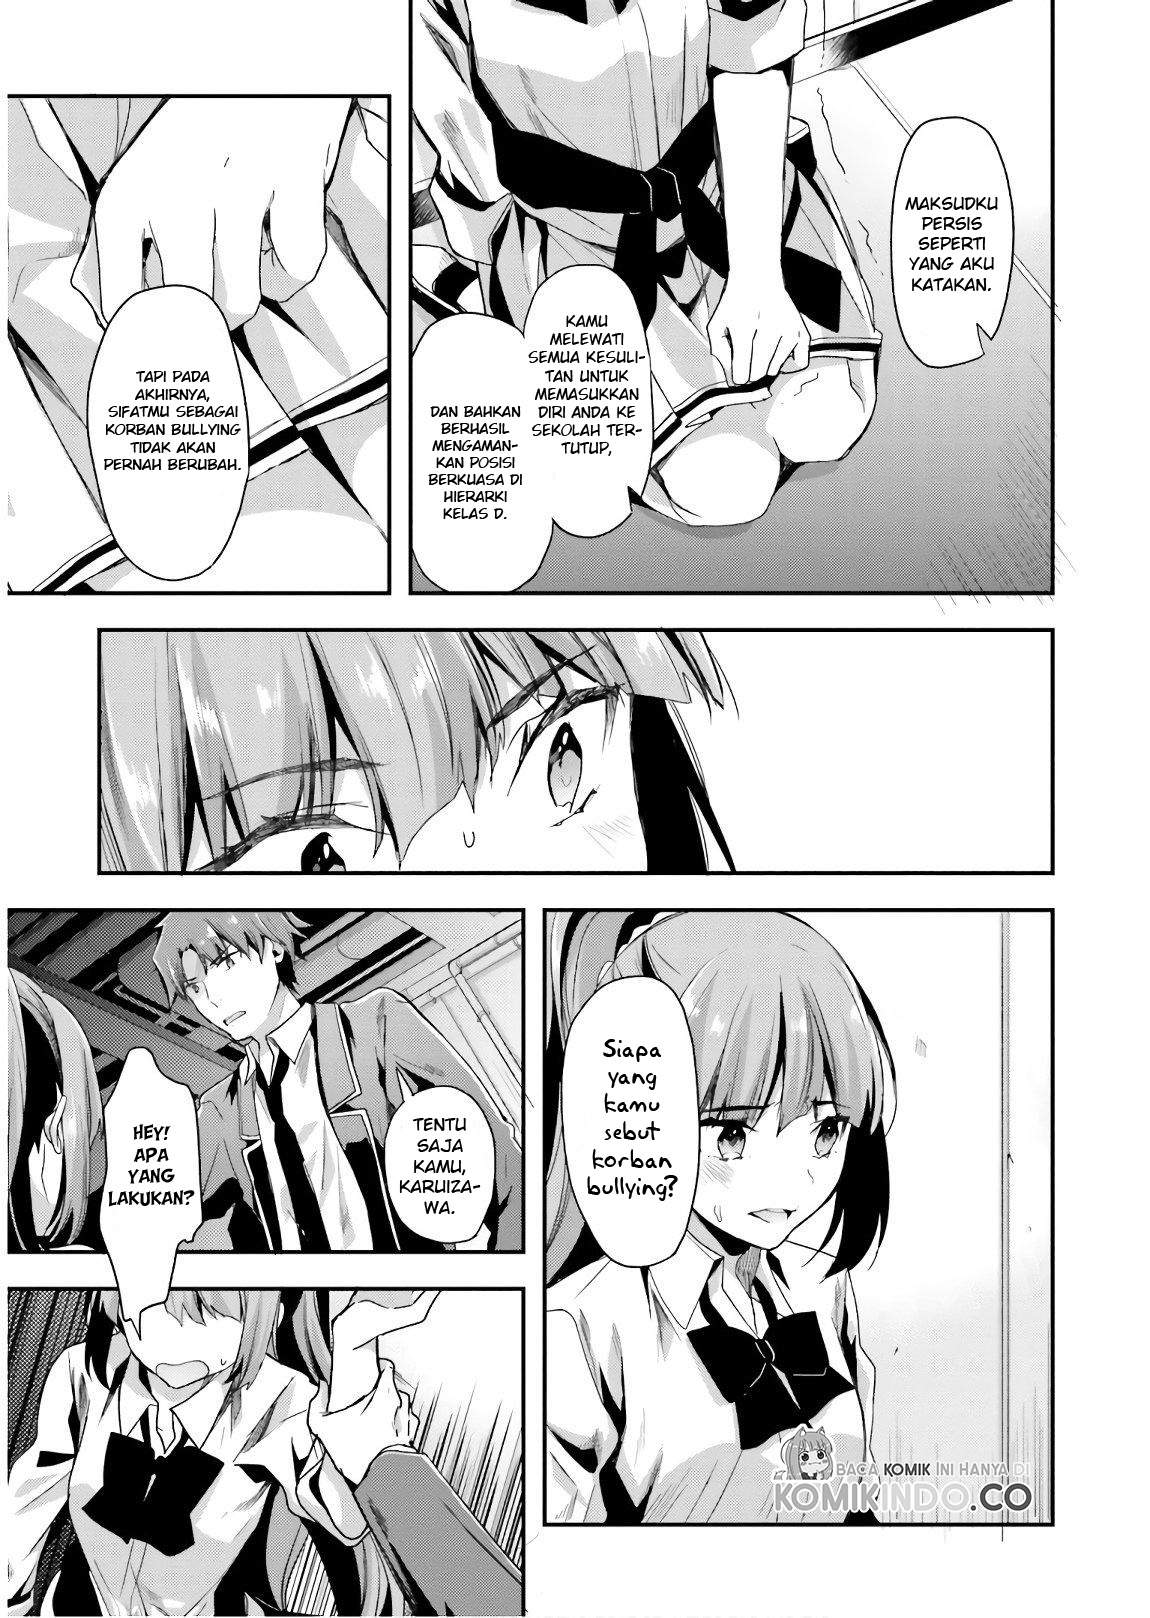 MAKSUDKU
PERSIS
SEPERTI
YANG AKU
KATAKAN.
KAMU
MELEWATI
SEMUA KESULI-
TAN UNTUK
MEMASUKKAN
DIRI ANDA KE
SEKOLAH TER-
TUTUP,
DAN BAHKAN
BERHASIL
MENGAMAN-
KAN POSISI
BERKUASA DI
HIERARKI
KELAS D.
TAPI PADA
AKHIRNYA,
SIFATMU SEBAGAI
KORBAN BULLYING
TIDAK AKAN
PERNAH BERUBAH.
Siapa
yang
kamu
sebut
korban
bullying?
TENTU
SAJA
KAMU,
KARUIZA-
WA.
HEY!
APA
YANG
LAKUKAN?
BACA KOMIK INI HANYA DI
KOMIKINDO.CO